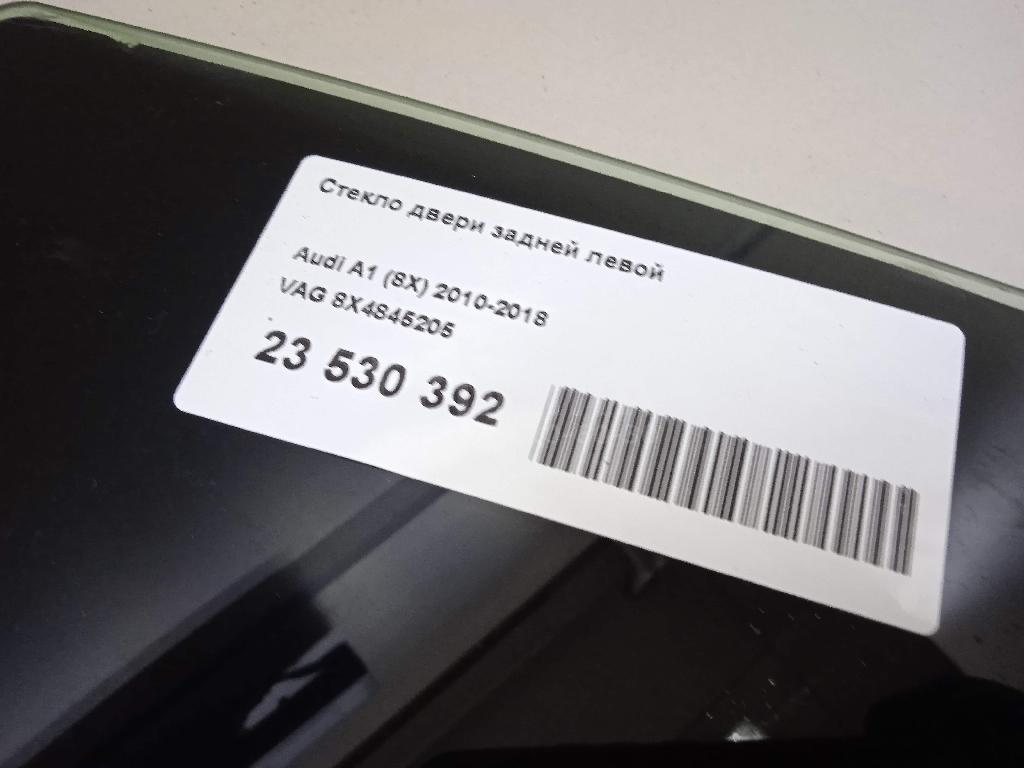 Стекло двери задней левой
Audi A1 (8X) 2010-2018
VAG 8X4845205
23 530 392